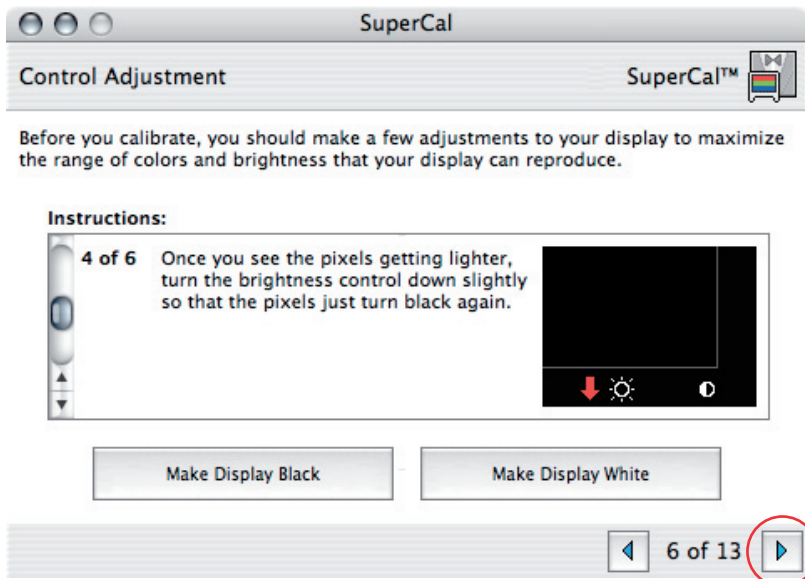 SuperCal
Control Adjustment
SuperCal™
Before you calibrate, you should make a few adjustments to your display to maximize
the range of colors and brightness that your display can reproduce.
Instructions:
4 of 6 Once you see the pixels getting lighter,
turn the brightness control down slightly
so that the pixels just turn black again.
Make Display Black
Make Display White
6 of 13